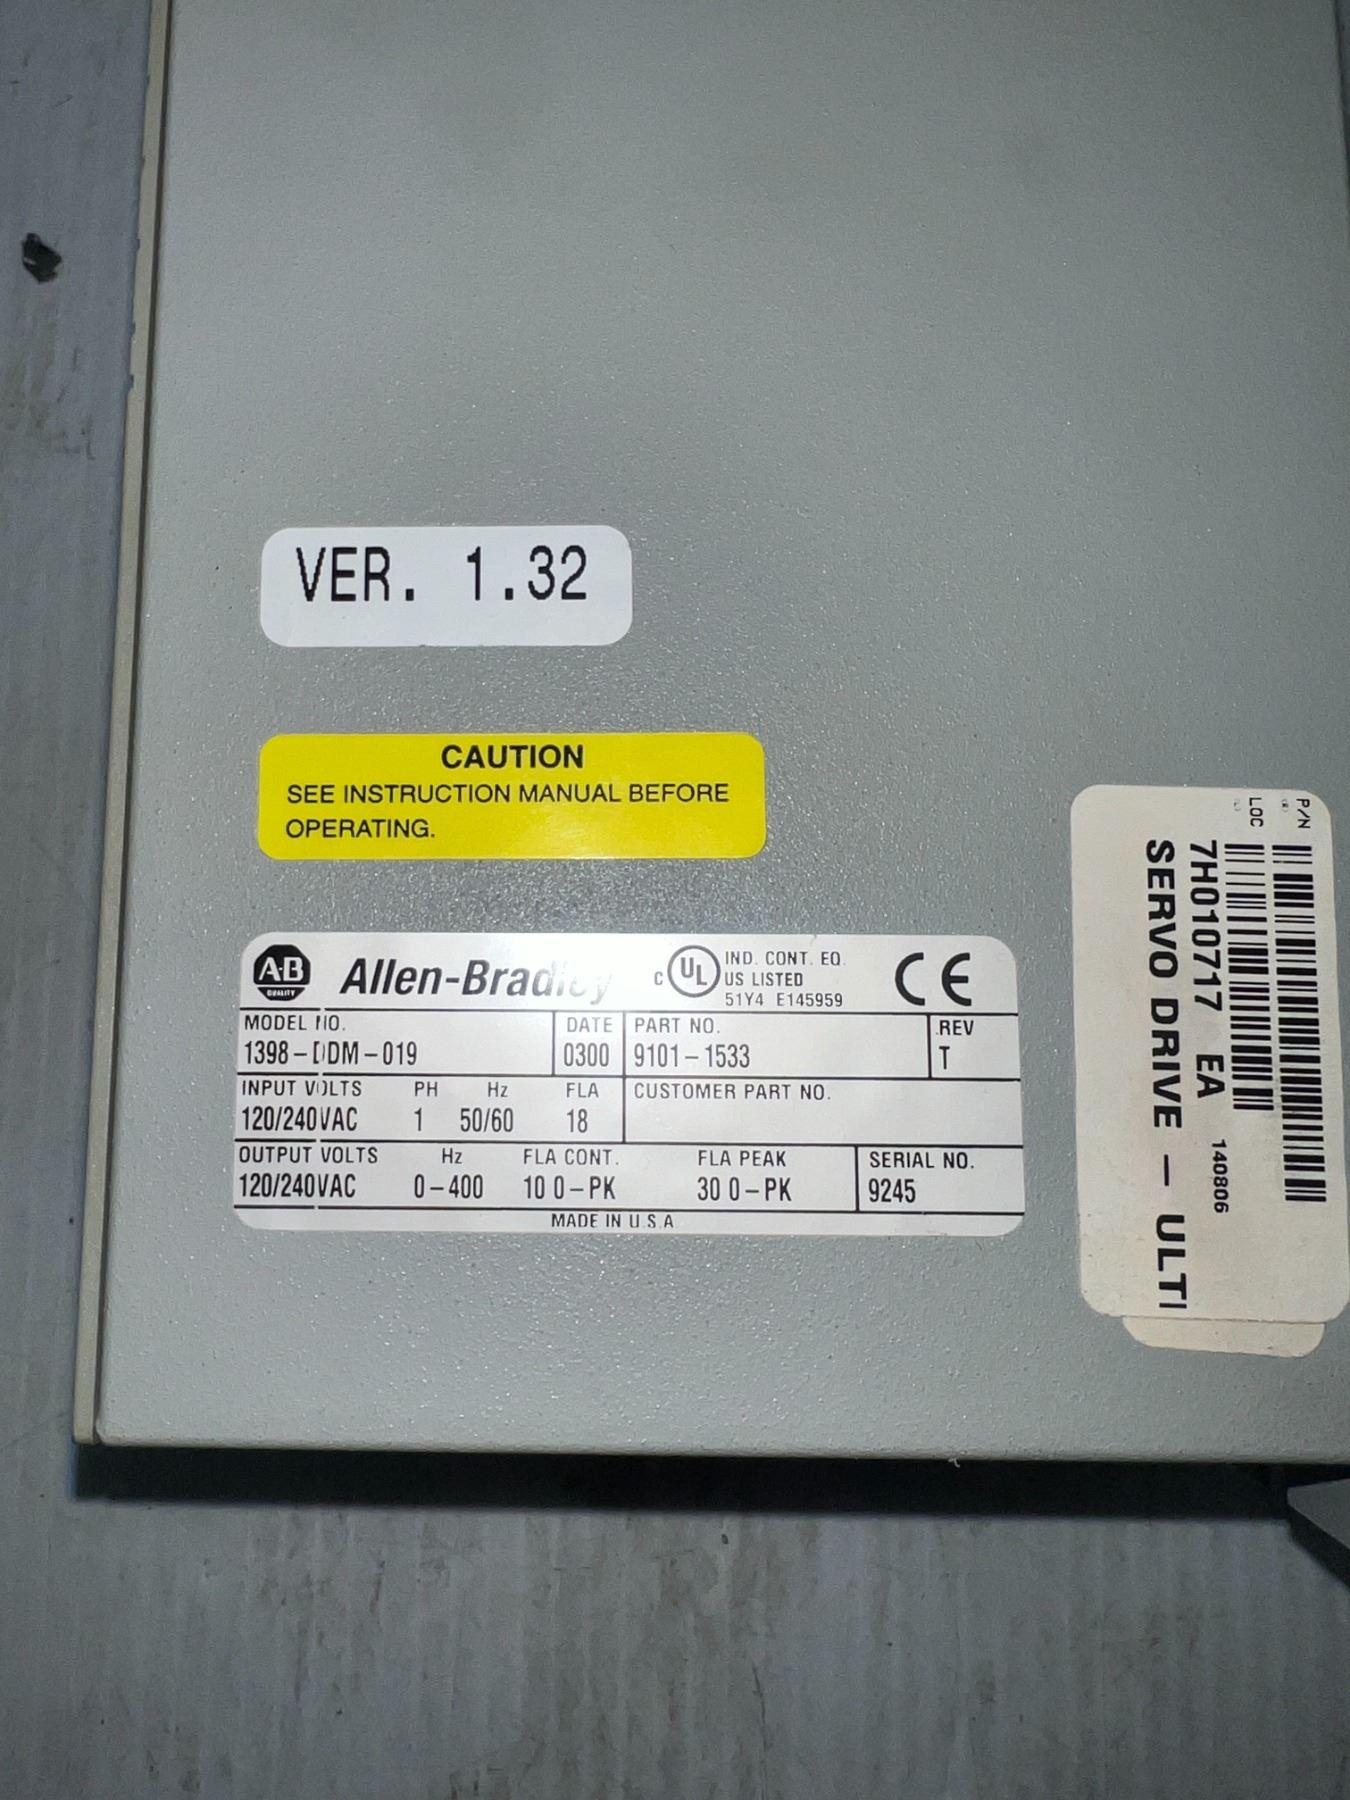 VER. 1.32
CAUTION
SEE INSTRUCTION MANUAL BEFORE
OPERATING.
A-B
QUALITY
Allen-Bradley
C UL US LISTED
IND. CONT. EQ.
51Y4 E145959
CE
MODEL NO.
1398-DDM-019
DATE
0300
PART NO.
9101-1533
REV
T
INPUT VOLTS PH Hz FLA
120/240VAC 1 50/60 18
CUSTOMER PART NO.
OUTPUT VOLTS Hz FLA CONT. FLA PEAK
120/240VAC 0-400 10 0-PK 30 0-PK
SERIAL NO.
9245
MADE IN U.S.A
P/N
LOC
7H010717 EA 140806
SERVO DRIVE - ULTI